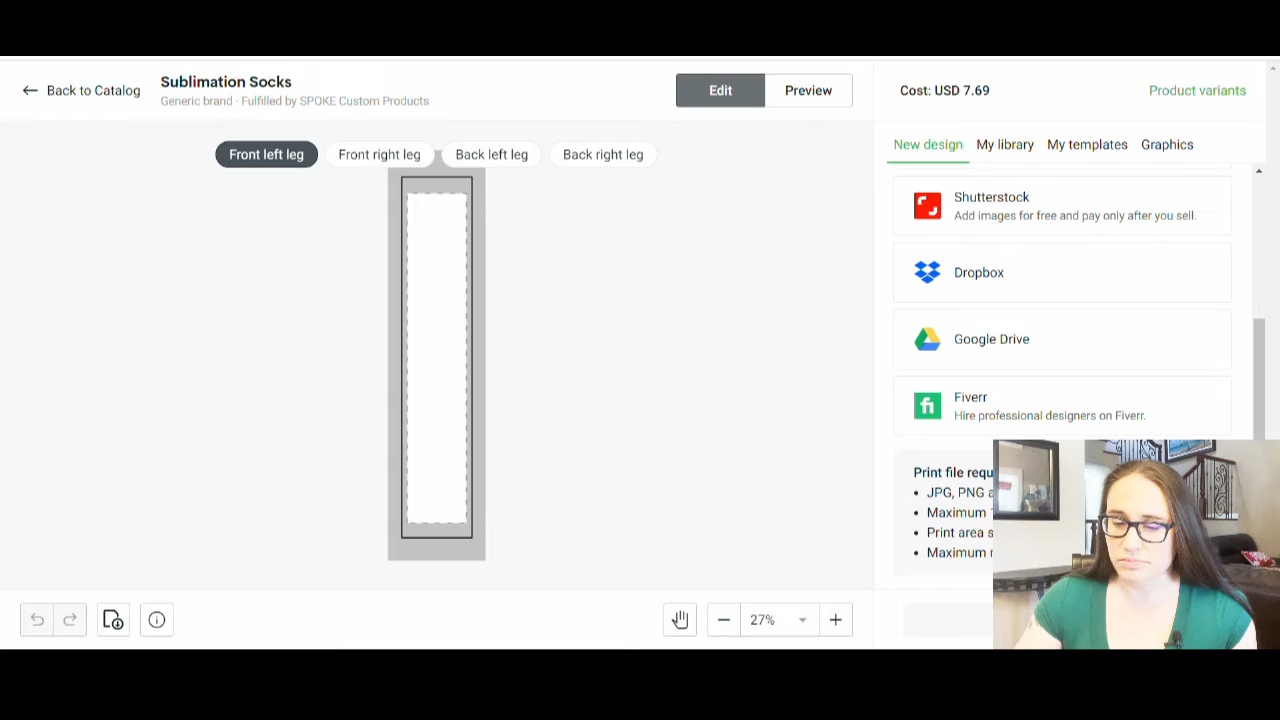 Back to Catalog
Sublimation Socks
Generic brand · Fulfilled by SPOKE Custom Products
Edit
Preview
Cost: USD 7.69
Product variants
Front left leg
Front right leg
Back left leg
Back right leg
New design
My library
My templates
Graphics
Shutterstock
Add images for free and pay only after you sell.
Dropbox
Google Drive
Fiverr
Hire professional designers on Fiverr.
Print file requ
• JPG, PNG
• Maximum
• Print area
• Maximum
27%